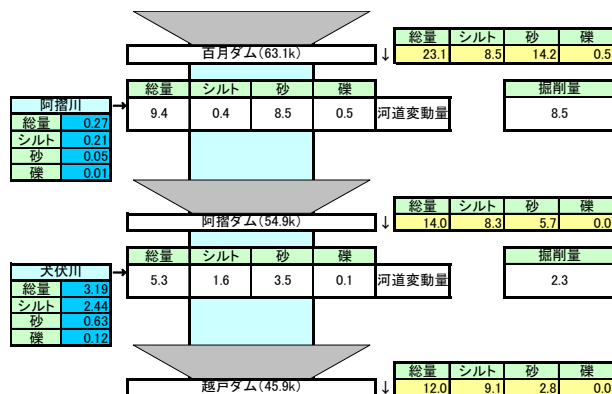 総量 シルト 砂 礫
百月ダム(63.1k) ↓ 23.1 8.5 14.2 0.5
総量 シルト 砂 礫 掘削量
阿摺川 → 9.4 0.4 8.5 0.5 河道変動量 8.5
総量 0.27
シルト 0.21
砂 0.05
礫 0.01
総量 シルト 砂 礫
阿摺ダム(54.9k) ↓ 14.0 8.3 5.7 0.0
総量 シルト 砂 礫 掘削量
犬伏川 → 5.3 1.6 3.5 0.1 河道変動量 2.3
総量 3.19
シルト 2.44
砂 0.63
礫 0.12
総量 シルト 砂 礫
越戸ダム(45.9k) ↓ 12.0 9.1 2.8 0.0